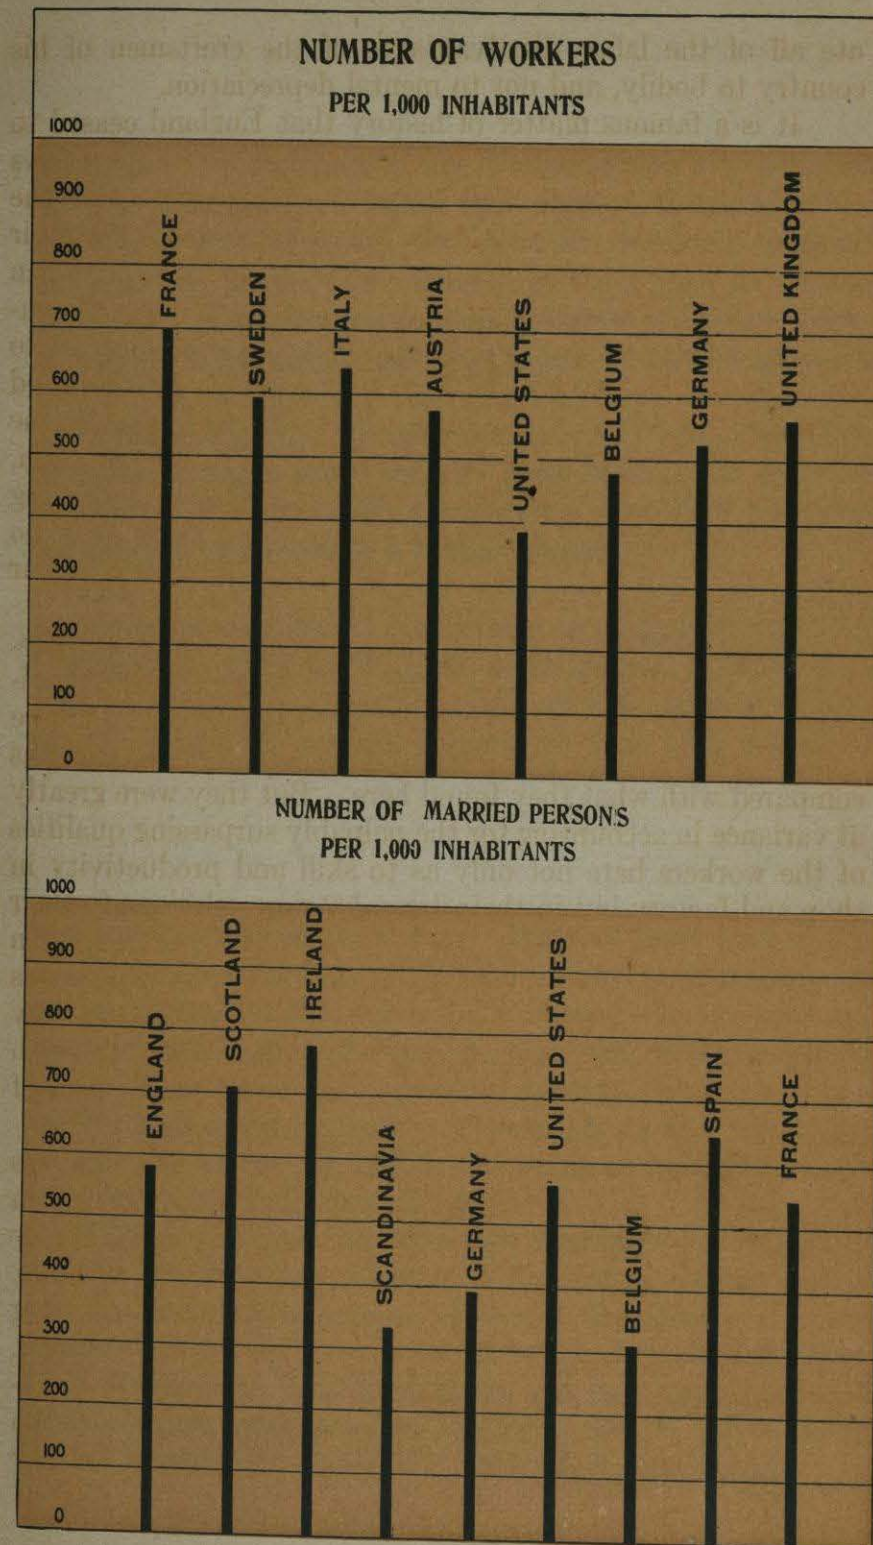 NUMBER OF WORKERS
PER 1,000 INHABITANTS
1000
900
800
700
600
500
400
300
200
100
0
FRANCE
SWEDEN
ITALY
AUSTRIA
UNITED STATES
BELGIUM
GERMANY
UNITED KINGDOM
NUMBER OF MARRIED PERSONS
PER 1,000 INHABITANTS
1000
900
800
700
600
500
400
300
200
100
0
ENGLAND
SCOTLAND
IRELAND
SCANDINAVIA
GERMANY
UNITED STATES
BELGIUM
SPAIN
FRANCE